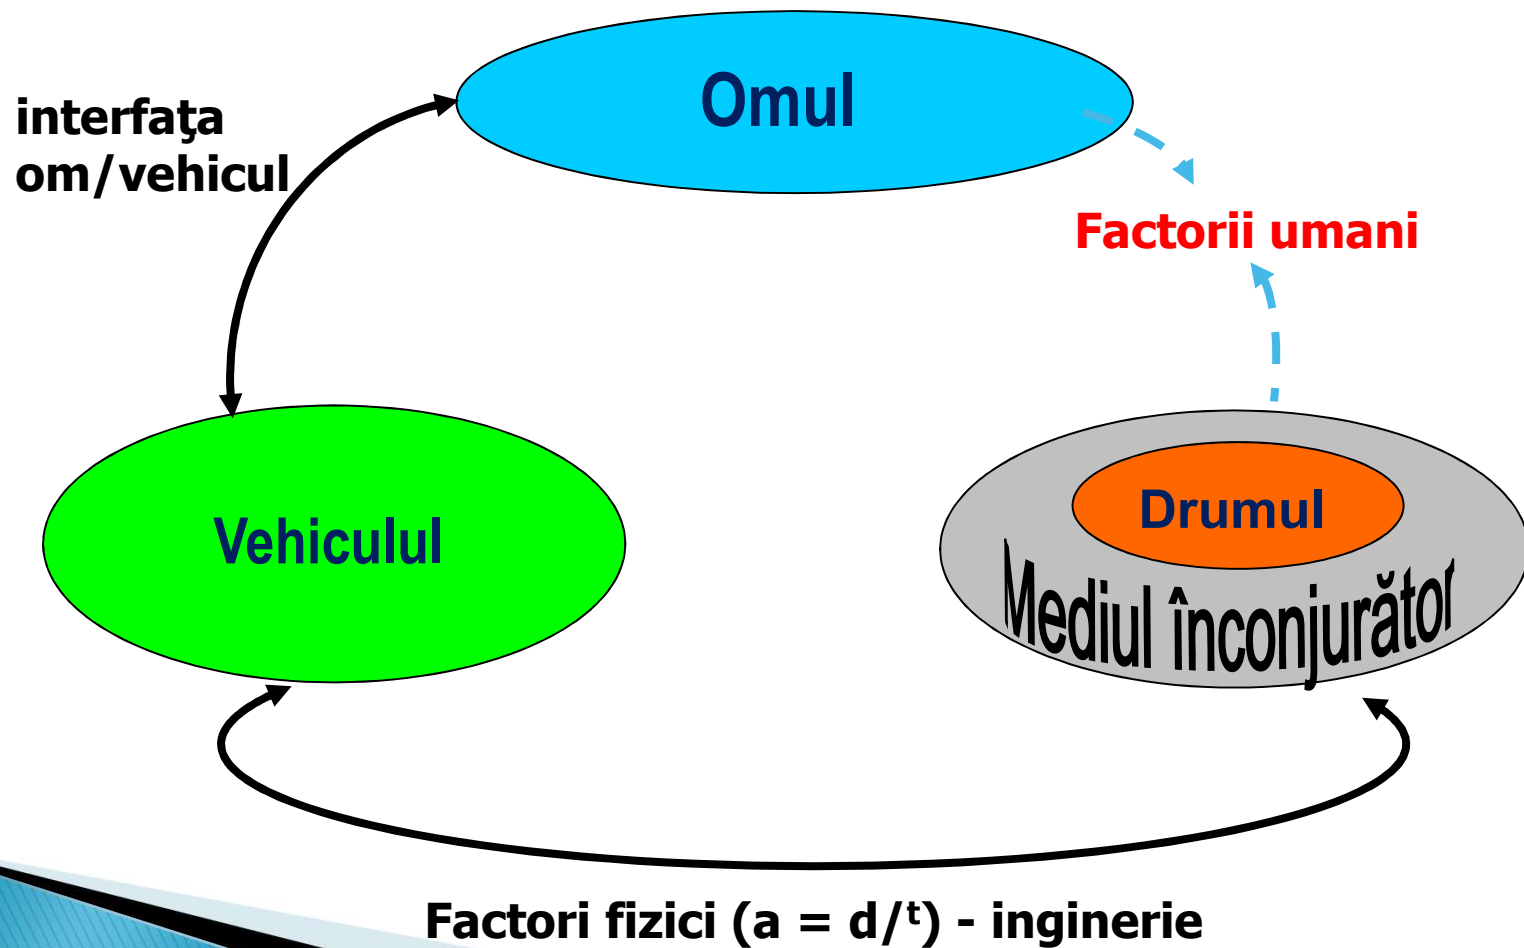 Omul
interfaţa
om/vehicul
Factorii umani
Vehiculul
Drumul
Mediul înconjurător
Factori fizici (a = d/ᵗ) - inginerie